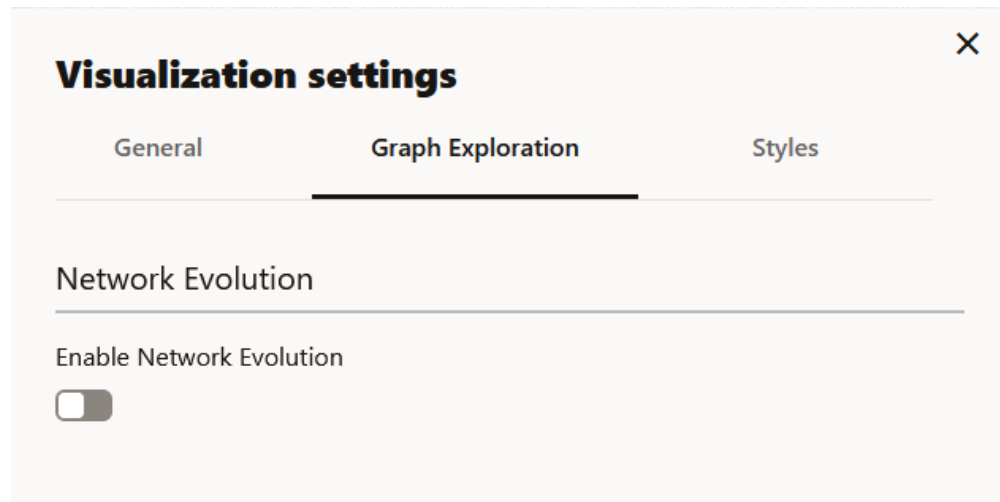 Visualization settings
General Graph Exploration Styles
Network Evolution
Enable Network Evolution